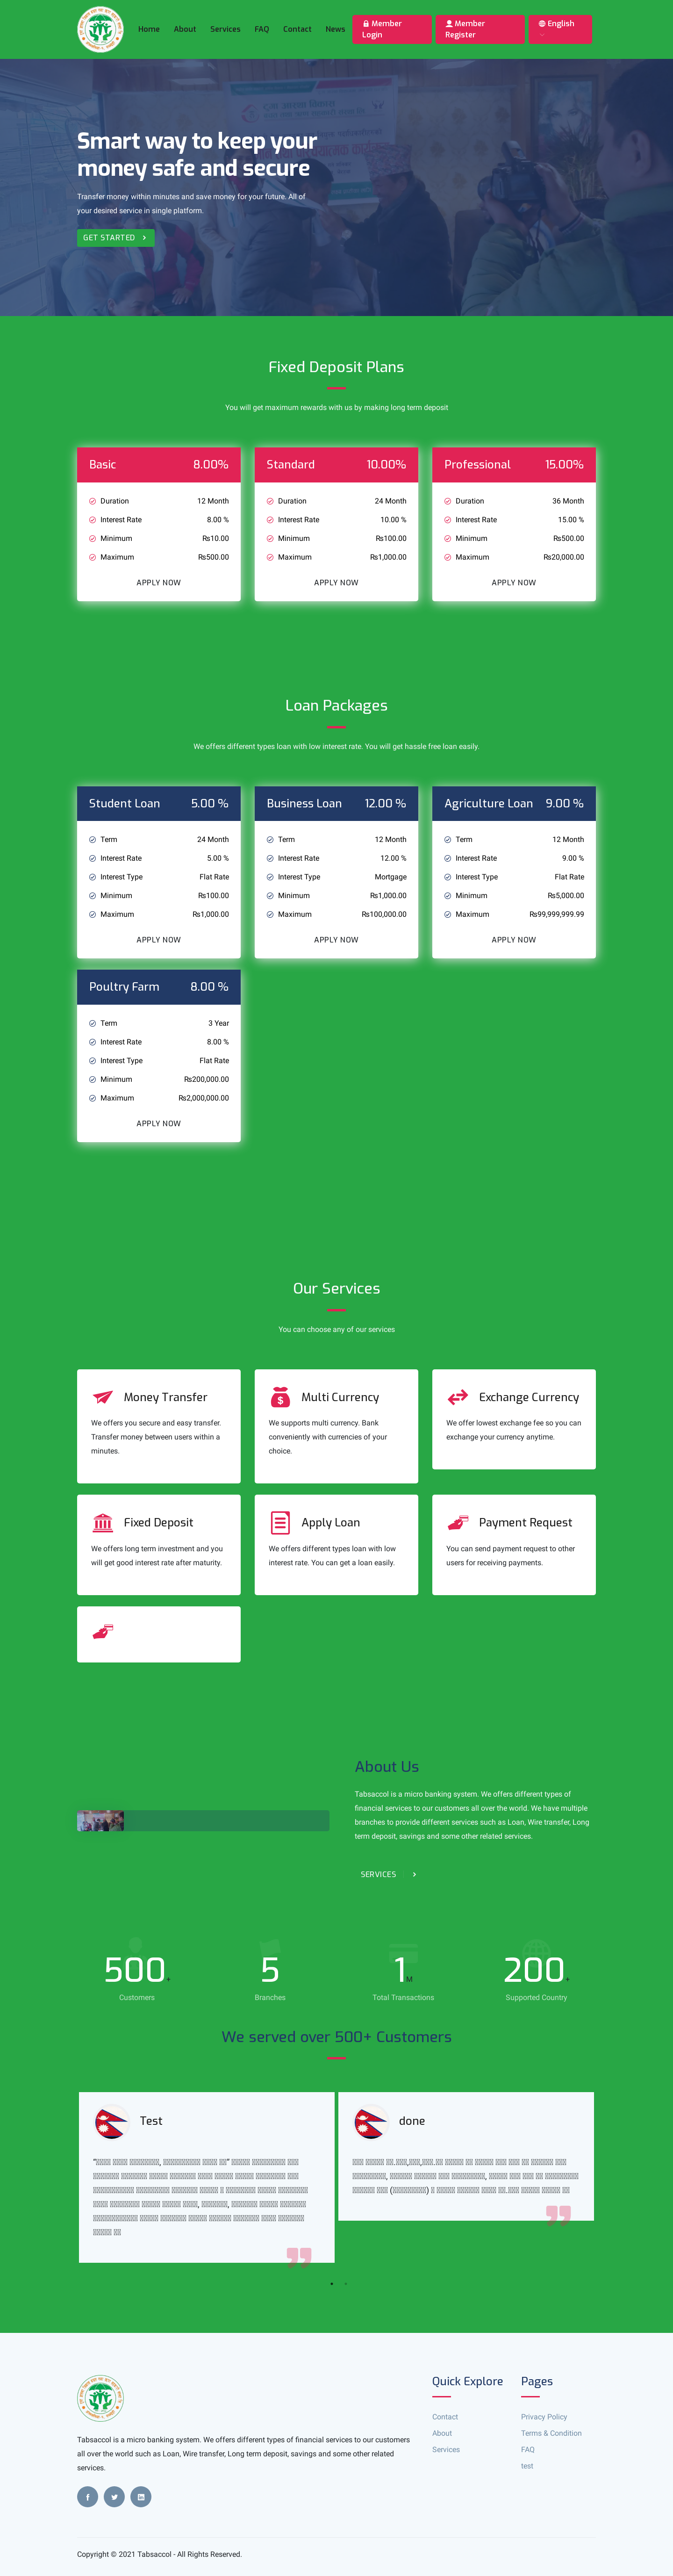 Home About Services FAQ Contact News Member Login Member Register English
Smart way to keep your
money safe and secure
Transfer money within minutes and save money for your future. All of
your desired service in single platform.
GET STARTED
Fixed Deposit Plans
You will get maximum rewards with us by making long term deposit
Basic 8.00%
Duration 12 Month
Interest Rate 8.00 %
Minimum ₨10.00
Maximum ₨500.00
APPLY NOW
Standard 10.00%
Duration 24 Month
Interest Rate 10.00 %
Minimum ₨100.00
Maximum ₨1,000.00
APPLY NOW
Professional 15.00%
Duration 36 Month
Interest Rate 15.00 %
Minimum ₨500.00
Maximum ₨20,000.00
APPLY NOW
Loan Packages
We offers different types loan with low interest rate. You will get hassle free loan easily.
Student Loan 5.00 %
Term 24 Month
Interest Rate 5.00 %
Interest Type Flat Rate
Minimum ₨100.00
Maximum ₨1,000.00
APPLY NOW
Business Loan 12.00 %
Term 12 Month
Interest Rate 12.00 %
Interest Type Mortgage
Minimum ₨1,000.00
Maximum ₨100,000.00
APPLY NOW
Agriculture Loan 9.00 %
Term 12 Month
Interest Rate 9.00 %
Interest Type Flat Rate
Minimum ₨5,000.00
Maximum ₨99,999,999.99
APPLY NOW
Poultry Farm 8.00 %
Term 3 Year
Interest Rate 8.00 %
Interest Type Flat Rate
Minimum ₨200,000.00
Maximum ₨2,000,000.00
APPLY NOW
Our Services
You can choose any of our services
Money Transfer
We offers you secure and easy transfer.
Transfer money between users within a
minutes.
Multi Currency
We supports multi currency. Bank
conveniently with currencies of your
choice.
Exchange Currency
We offer lowest exchange fee so you can
exchange your currency anytime.
Fixed Deposit
We offers long term investment and you
will get good interest rate after maturity.
Apply Loan
We offers different types loan with low
interest rate. You can get a loan easily.
Payment Request
You can send payment request to other
users for receiving payments.
About Us
Tabsaccol is a micro banking system. We offers different types of
financial services to our customers all over the world. We have multiple
branches to provide different services such as Loan, Wire transfer, Long
term deposit, savings and some other related services.
SERVICES
500+
Customers
5
Branches
1M
Total Transactions
200+
Supported Country
We served over 500+ Customers
Test
done
Tabsaccol is a micro banking system. We offers different types of financial services to our customers
all over the world such as Loan, Wire transfer, Long term deposit, savings and some other related
services.
Quick Explore
Contact
About
Services
Pages
Privacy Policy
Terms & Condition
FAQ
test
Copyright © 2021 Tabsaccol - All Rights Reserved.